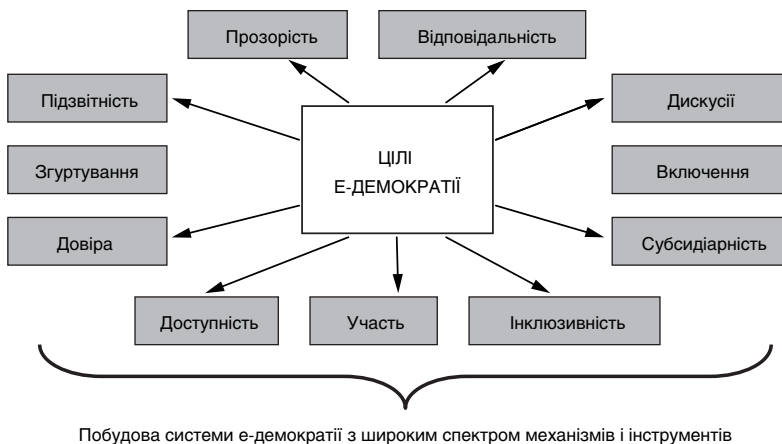 Прозорість
Відповідальність
Підзвітність
Дискусії
ЦІЛІ
Е-ДЕМОКРАТІЇ
Згуртування
Включення
Довіра
Субсидіарність
Доступність
Участь
Інклюзивність
Побудова системи е-демократії з широким спектром механізмів і інструментів